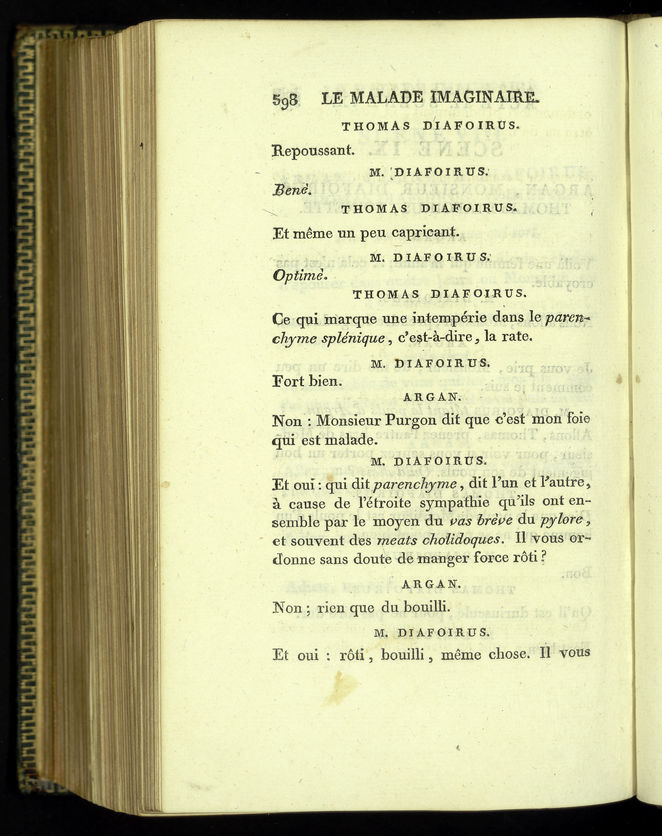 598 LE MALADE IMAGINAIRE.
THOMAS DIAFOIRUS.
Repoussant.
M. DIAFOIRUS.
Benè.
THOMAS DIAFOIRUS.
Et même un peu capricant.
M. DIAFOIRUS.
Optimè.
THOMAS DIAFOIRUS.
Ce qui marque une intempérie dans le paren-
chyme splénique, c'est-à-dire, la rate.
M. DIAFOIRUS.
Fort bien.
ARGAN.
Non : Monsieur Purgon dit que c'est mon foie
qui est malade.
M. DIAFOIRUS.
Et oui : qui dit parenchyme, dit l'un et l'autre,
à cause de l'étroite sympathie qu'ils ont en-
semble par le moyen du vas brève du pylore,
et souvent des meats cholidoques. Il vous or-
donne sans doute de manger force rôti ?
ARGAN.
Non ; rien que du bouilli.
M. DIAFOIRUS.
Et oui : rôti, bouilli, même chose. Il vous